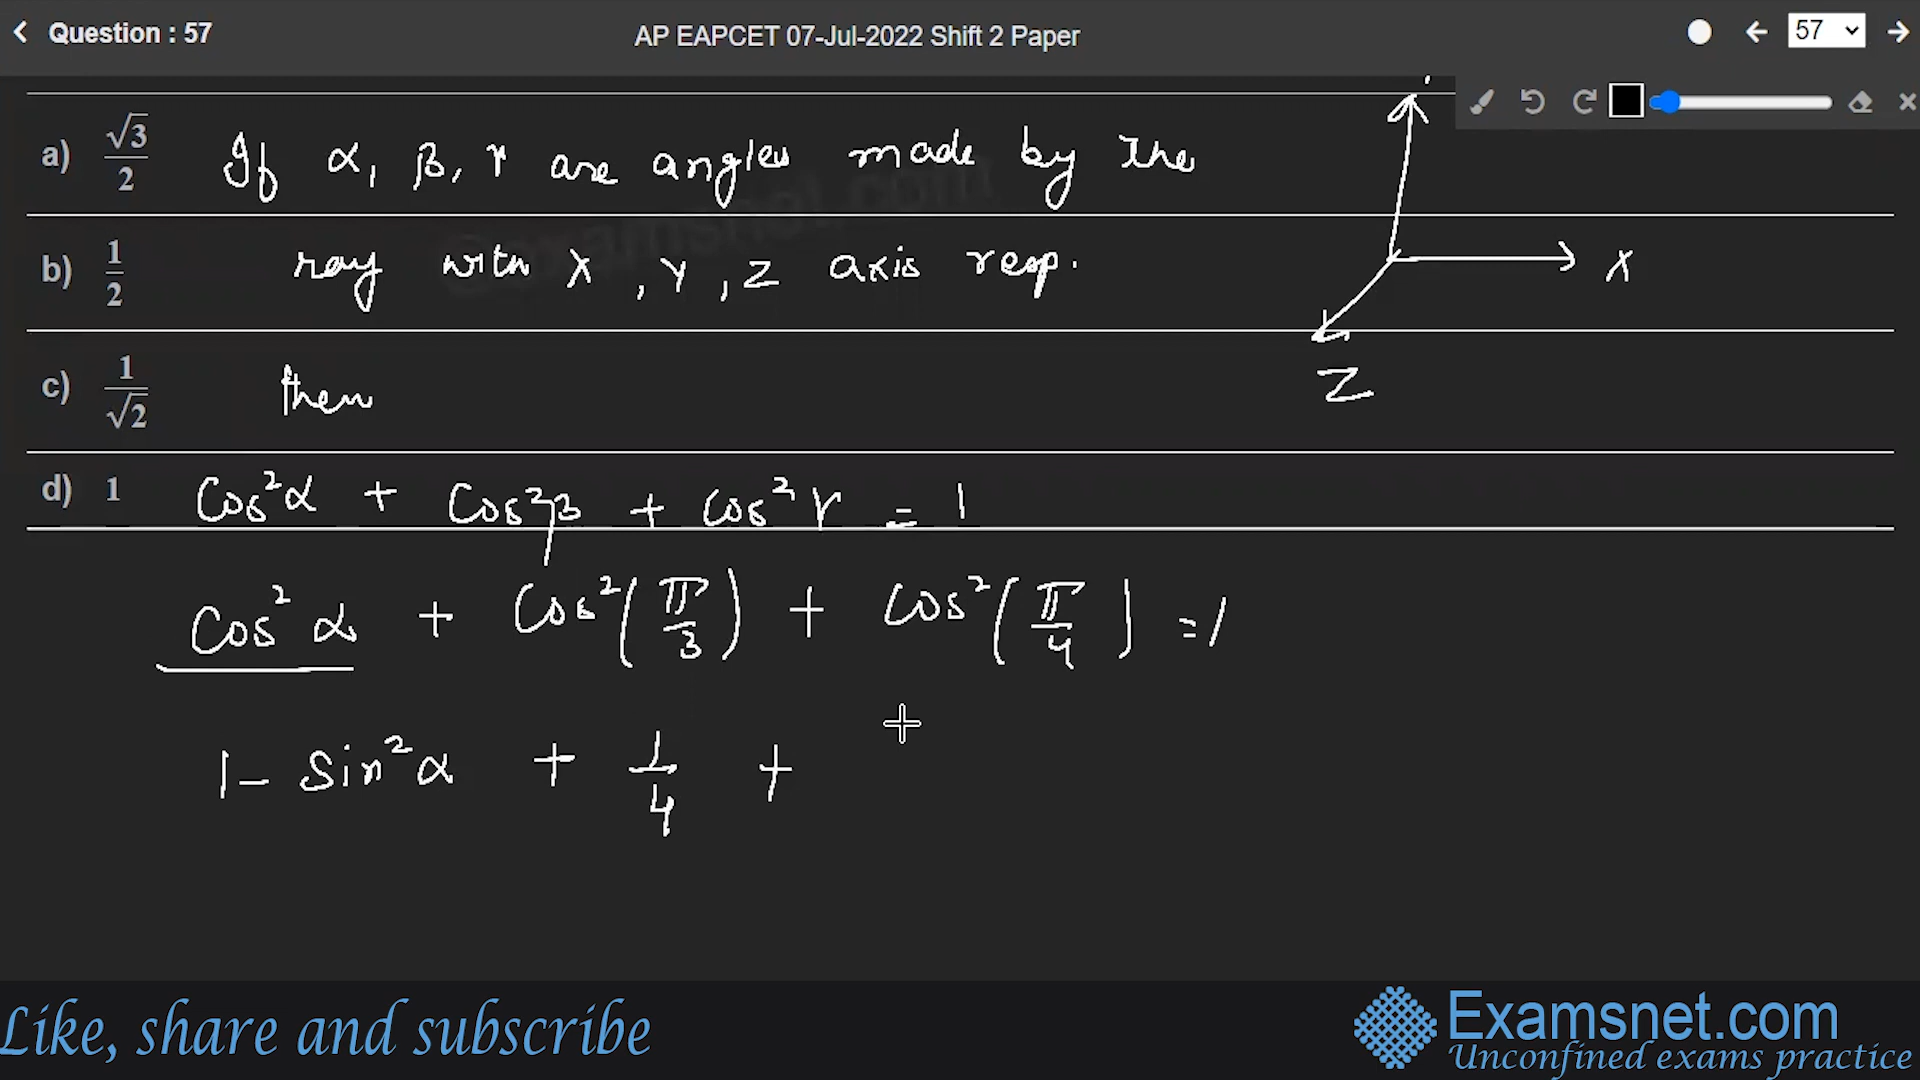 Question : 57
AP EAPCET 07-Jul-2022 Shift 2 Paper
57
a) √3/2 If α, β, γ are angles made by the
b) 1/2 ray with X, Y, Z axis resp.
X
c) 1/√2 then
Z
d) 1 Cos²α + Cos²β + Cos²γ = 1
Cos²α + Cos²(π/3) + Cos²(π/4) = 1
1 - Sin²α + 1/4 +
@examsnet.com
Like, share and subscribe
Examsnet.com
Unconfined exams practice